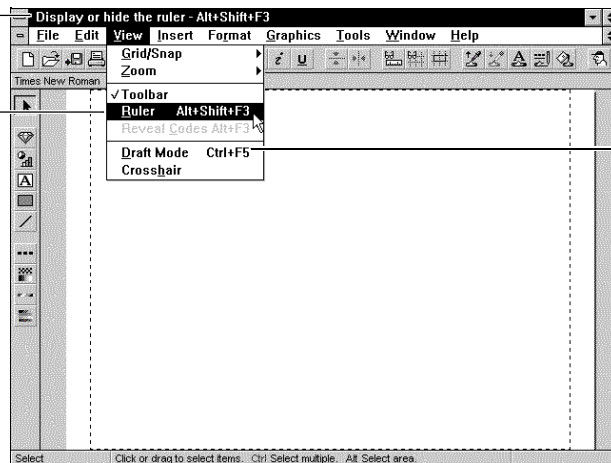 Display or hide the ruler - Alt+Shift+F3
File Edit View Insert Format Graphics Tools Window Help
Grid/Snap
i u
Zoom
Times New Roman
√ Toolbar
Ruler Alt+Shift+F3
Reveal Codes Alt+F3
A
Draft Mode Ctrl+F5
Crosshair
Select Click or drag to select items. Ctrl Select multiple. Alt Select area.